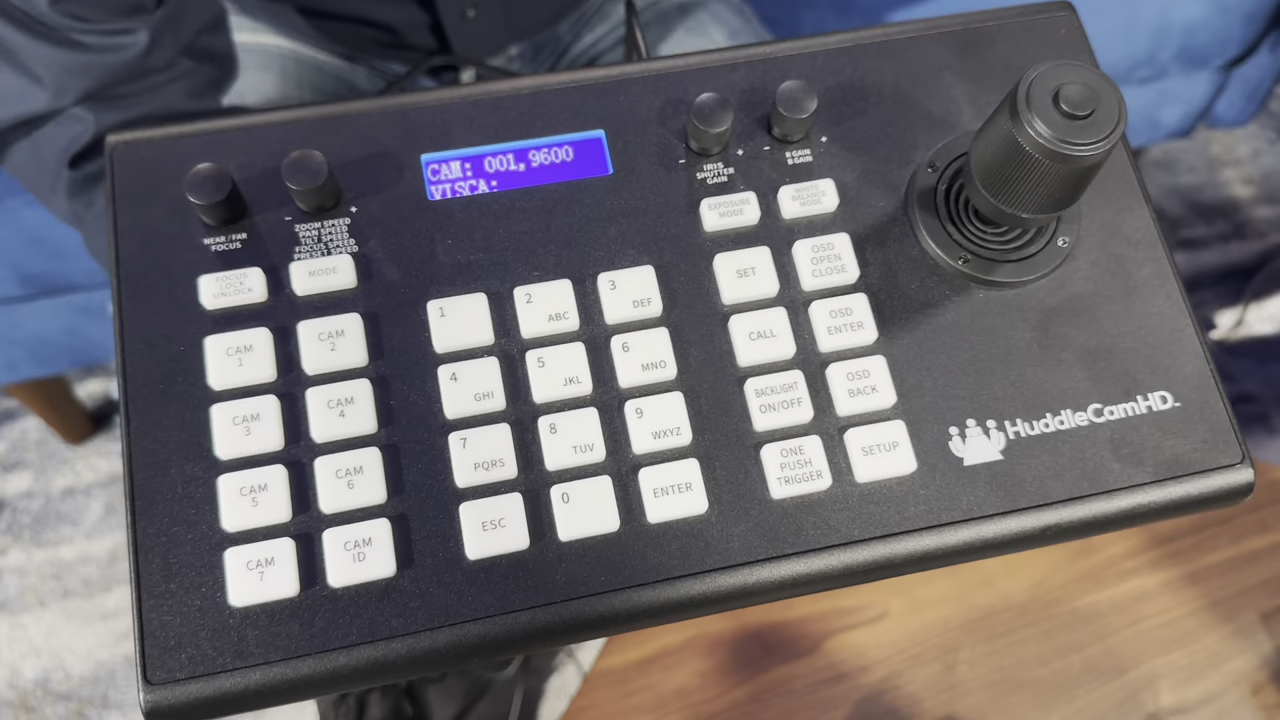 CAM: 001,9600
VISCA:
NEAR / FAR
FOCUS
- +
ZOOM SPEED
PAN SPEED
TILT SPEED
FOCUS SPEED
PRESET SPEED
- +
IRIS
SHUTTER
GAIN
- +
R GAIN
B GAIN
FOCUS
LOCK
UNLOCK
MODE
CAM
1
CAM
2
CAM
3
CAM
4
CAM
5
CAM
6
CAM
7
CAM
ID
1
2
ABC
3
DEF
4
GHI
5
JKL
6
MNO
7
PQRS
8
TUV
9
WXYZ
ESC
0
ENTER
EXPOSURE
MODE
WHITE
BALANCE
MODE
SET
OSD
OPEN
CLOSE
CALL
OSD
ENTER
BACKLIGHT
ON/OFF
OSD
BACK
ONE
PUSH
TRIGGER
SETUP
HuddleCamHD